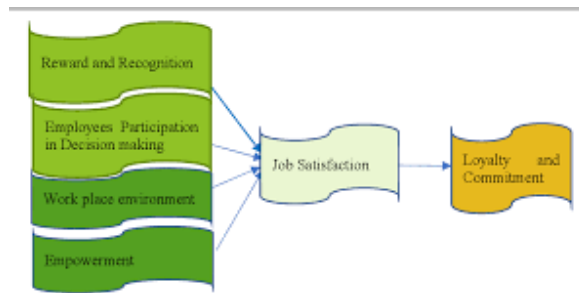 Reward and Recognition
Employees Participation
in Decision making
Work place environment
Empowerment
Job Satisfaction
Loyalty and
Commitment